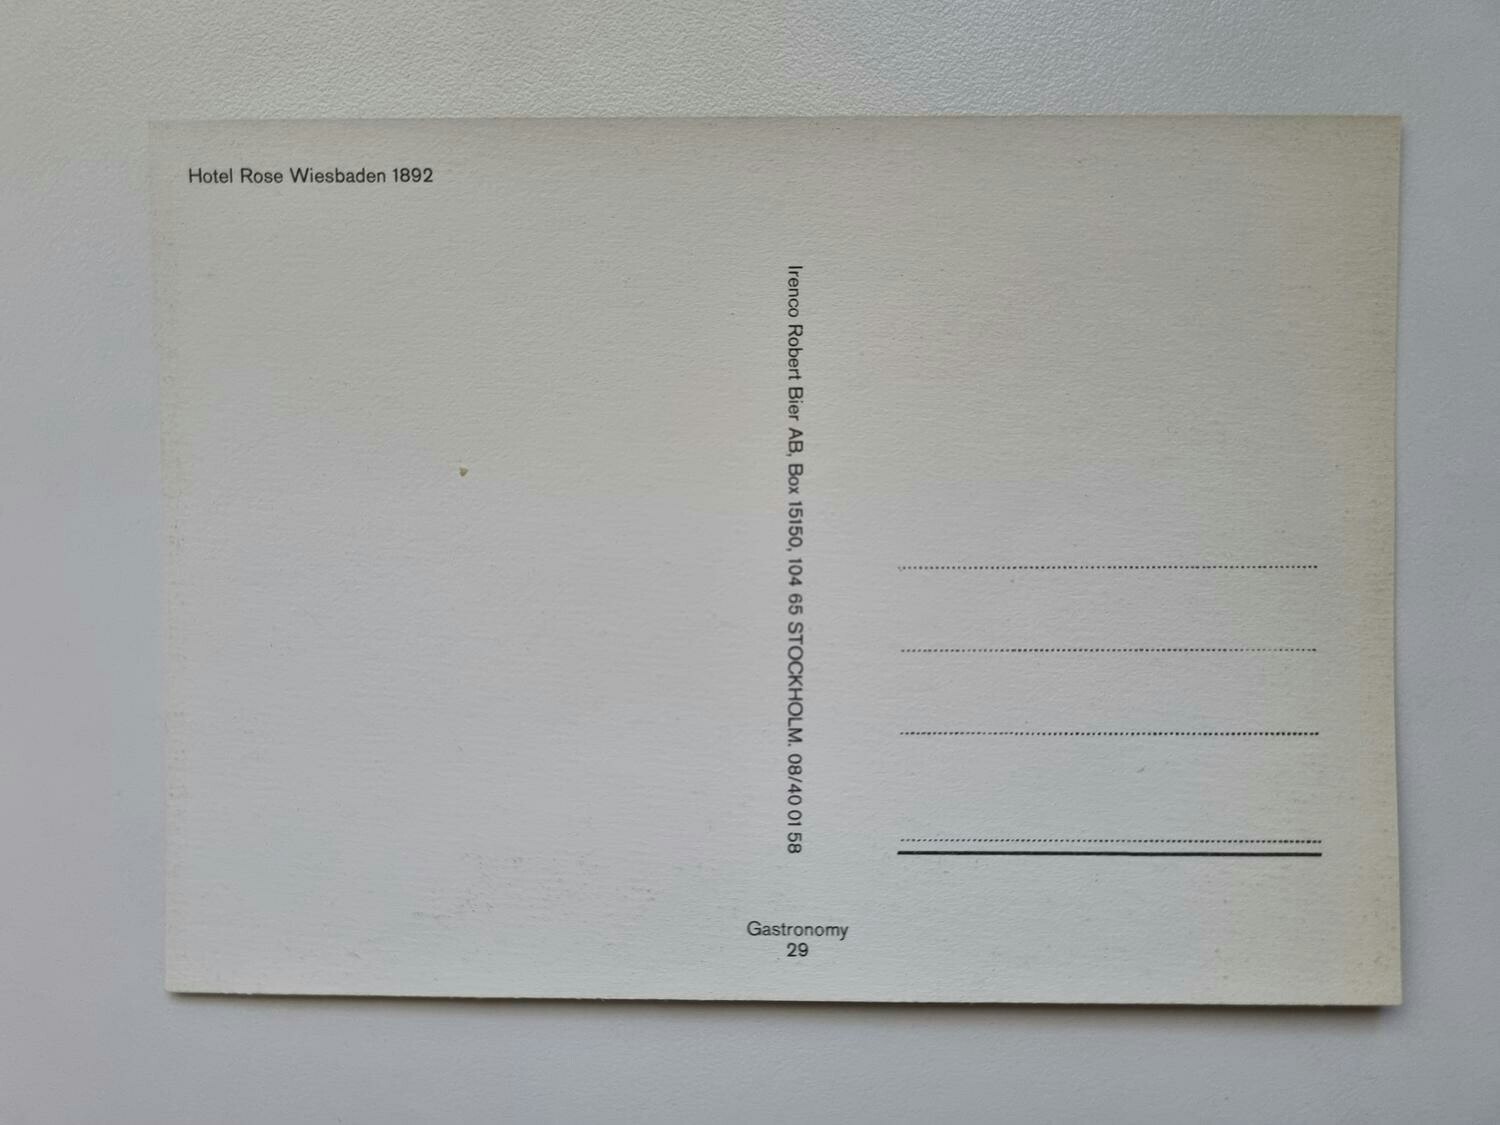 Hotel Rose Wiesbaden 1892
Irenco Robert Bier AB, Box 15150, 104 65 STOCKHOLM. 08/40 01 58
Gastronomy
29